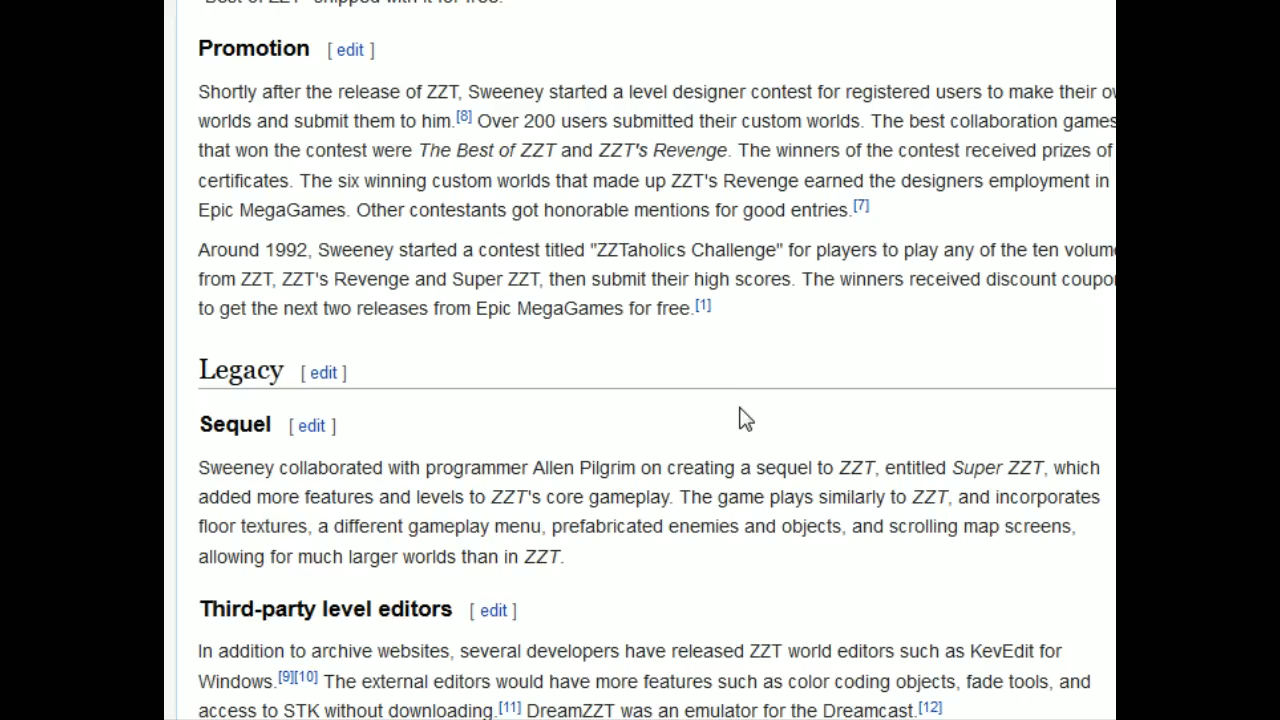 "Best of ZZT" shipped with it for free.
Promotion [ edit ]
Shortly after the release of ZZT, Sweeney started a level designer contest for registered users to make their
worlds and submit them to him.[8] Over 200 users submitted their custom worlds. The best collaboration games
that won the contest were The Best of ZZT and ZZT's Revenge. The winners of the contest received prizes of
certificates. The six winning custom worlds that made up ZZT's Revenge earned the designers employment in
Epic MegaGames. Other contestants got honorable mentions for good entries.[7]
Around 1992, Sweeney started a contest titled "ZZTaholics Challenge" for players to play any of the ten volum
from ZZT, ZZT's Revenge and Super ZZT, then submit their high scores. The winners received discount coupo
to get the next two releases from Epic MegaGames for free.[1]
Legacy [ edit ]
Sequel [ edit ]
Sweeney collaborated with programmer Allen Pilgrim on creating a sequel to ZZT, entitled Super ZZT, which
added more features and levels to ZZT's core gameplay. The game plays similarly to ZZT, and incorporates
floor textures, a different gameplay menu, prefabricated enemies and objects, and scrolling map screens,
allowing for much larger worlds than in ZZT.
Third-party level editors [ edit ]
In addition to archive websites, several developers have released ZZT world editors such as KevEdit for
Windows.[9][10] The external editors would have more features such as color coding objects, fade tools, and
access to STK without downloading.[11] DreamZZT was an emulator for the Dreamcast.[12]